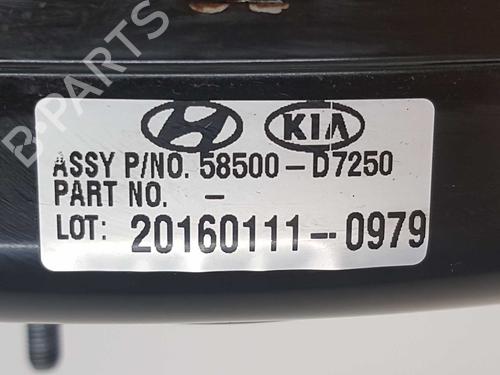 B-PARTS
KIA
ASSY P/NO. 58500-D7250
PART NO. -
LOT: 20160111-0979